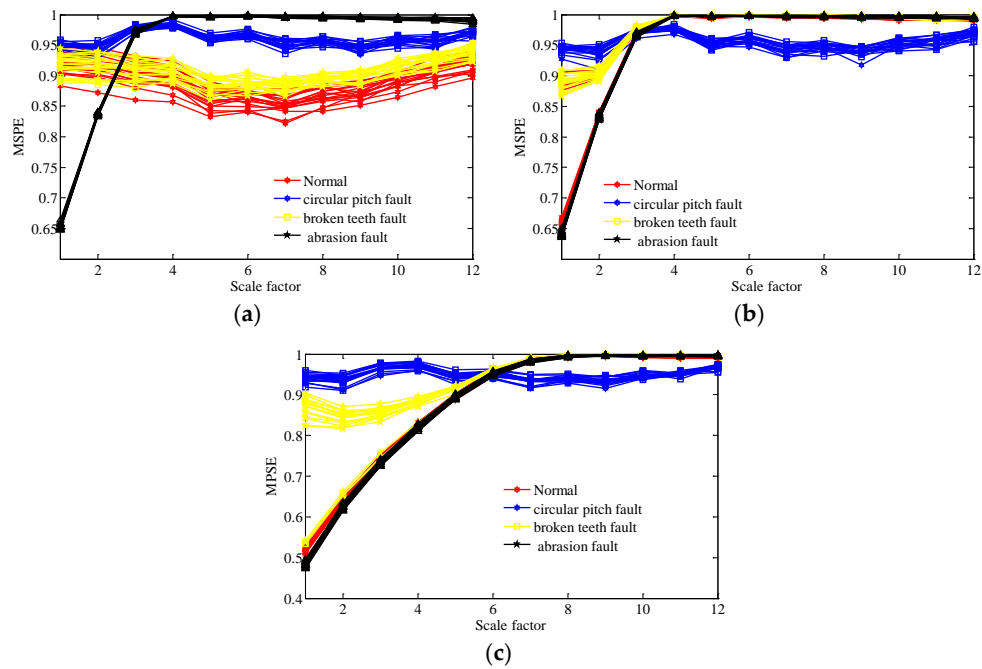 1
0.95
0.9
0.85
0.8
0.75
0.7
0.65
MSPE
2 4 6 8 10 12
Scale factor
Normal
circular pitch fault
broken teeth fault
abrasion fault
(a)
1
0.95
0.9
0.85
0.8
0.75
0.7
0.65
MSPE
2 4 6 8 10 12
Scale factor
Normal
circular pitch fault
broken teeth fault
abrasion fault
(b)
1
0.9
0.8
0.7
0.6
0.5
0.4
MPSE
2 4 6 8 10 12
Scale factor
Normal
circular pitch fault
broken teeth fault
abrasion fault
(c)